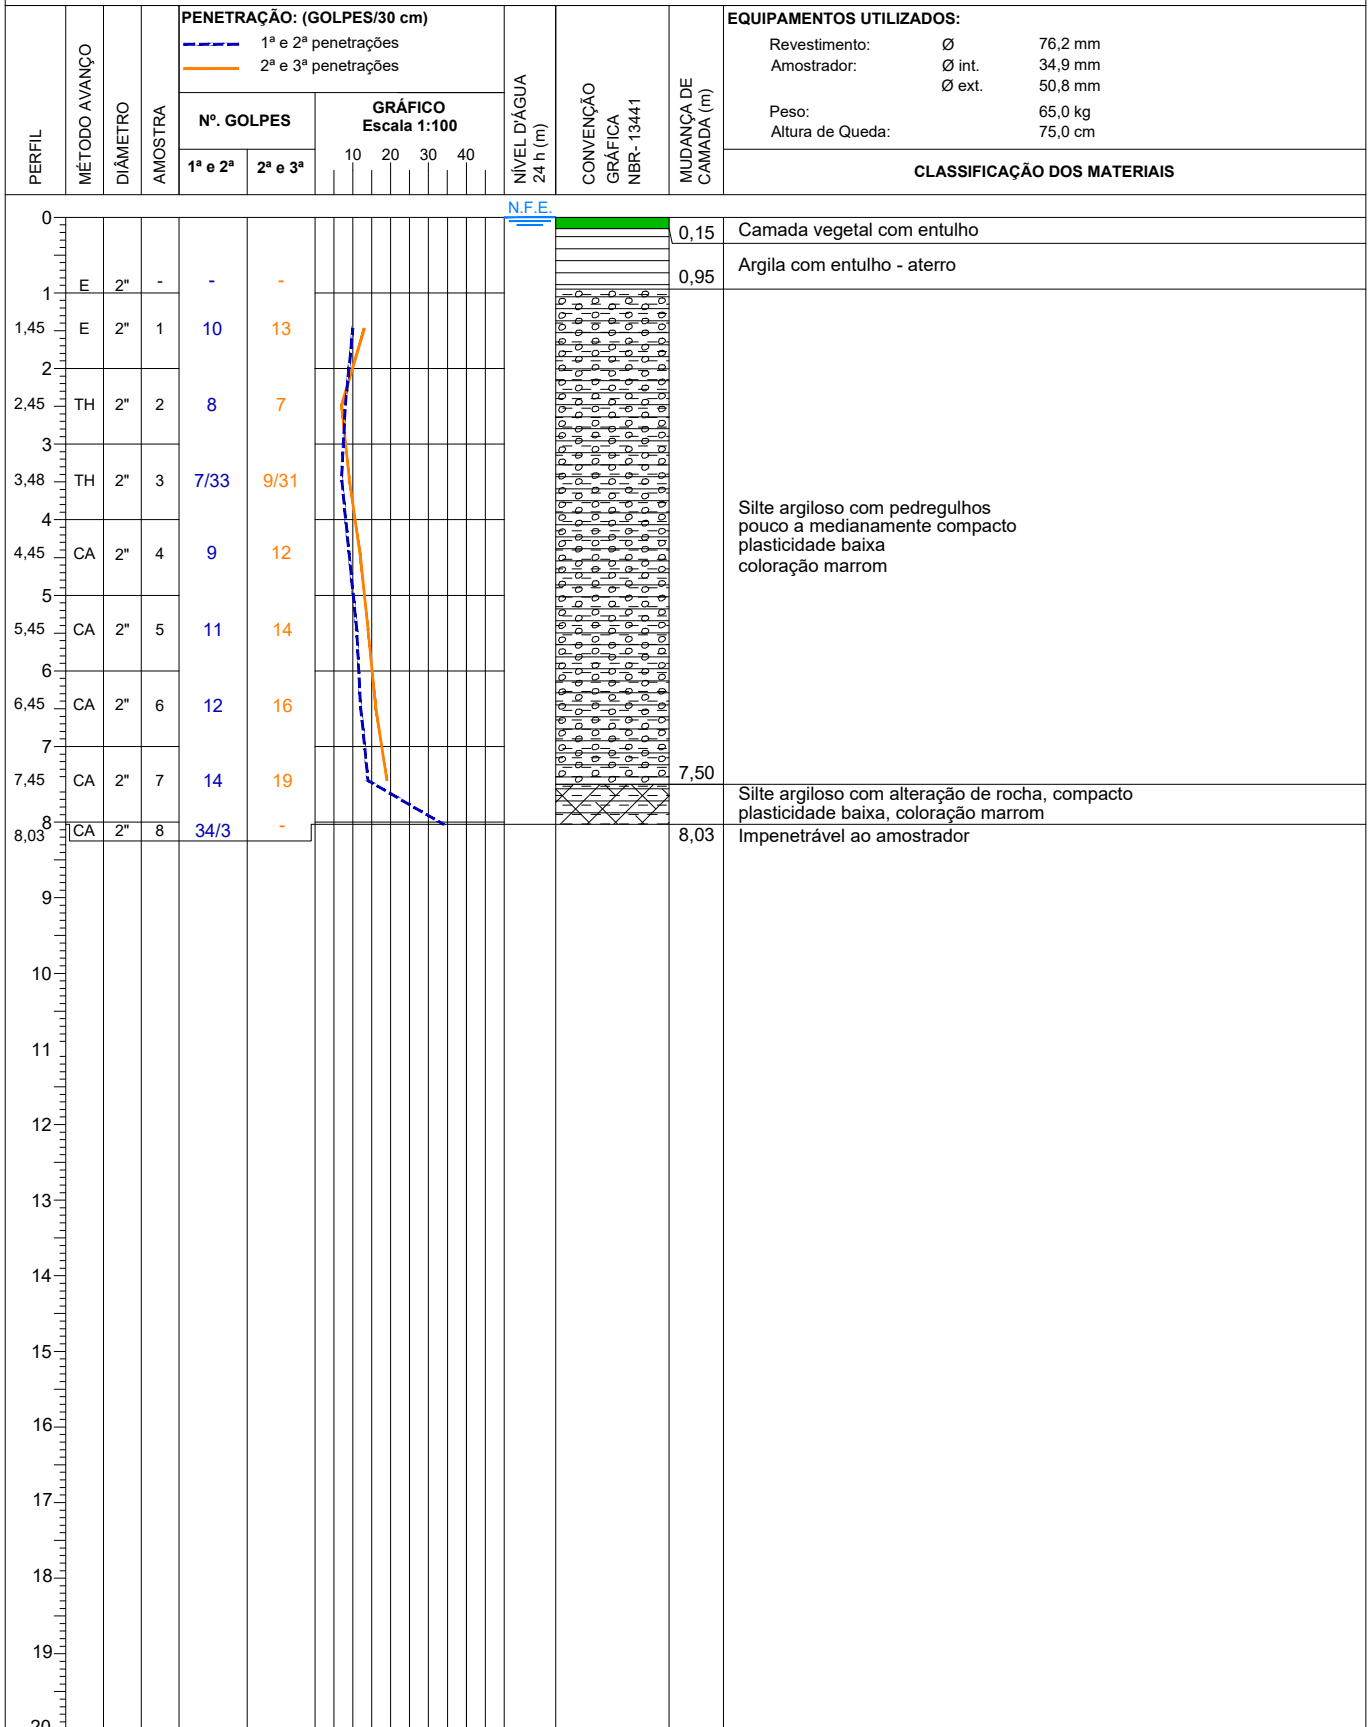 PENETRAÇÃO: (GOLPES/30 cm)
1ª e 2ª penetrações
2ª e 3ª penetrações
EQUIPAMENTOS UTILIZADOS:
Revestimento: Ø 76,2 mm
Amostrador: Ø int. 34,9 mm
Ø ext. 50,8 mm
Peso: 65,0 kg
Altura de Queda: 75,0 cm
PERFIL
MÉTODO AVANÇO
DIÂMETRO
AMOSTRA
Nº. GOLPES
1ª e 2ª 2ª e 3ª
GRÁFICO
Escala 1:100
10 20 30 40
NÍVEL D'ÁGUA
24 h (m)
CONVENÇÃO
GRÁFICA
NBR- 13441
MUDANÇA DE
CAMADA (m)
CLASSIFICAÇÃO DOS MATERIAIS
N.F.E.
0
0,15 Camada vegetal com entulho
Argila com entulho - aterro
0,95
E 2" - - -
1
1,45 E 2" 1 10 13
2
2,45 TH 2" 2 8 7
3
3,48 TH 2" 3 7/33 9/31
Silte argiloso com pedregulhos
pouco a medianamente compacto
plasticidade baixa
coloração marrom
4
4,45 CA 2" 4 9 12
5
5,45 CA 2" 5 11 14
6
6,45 CA 2" 6 12 16
7
7,50
7,45 CA 2" 7 14 19
Silte argiloso com alteração de rocha, compacto
plasticidade baixa, coloração marrom
8
8,03 CA 2" 8 34/3 -
8,03 Impenetrável ao amostrador
9
10
11
12
13
14
15
16
17
18
19
20